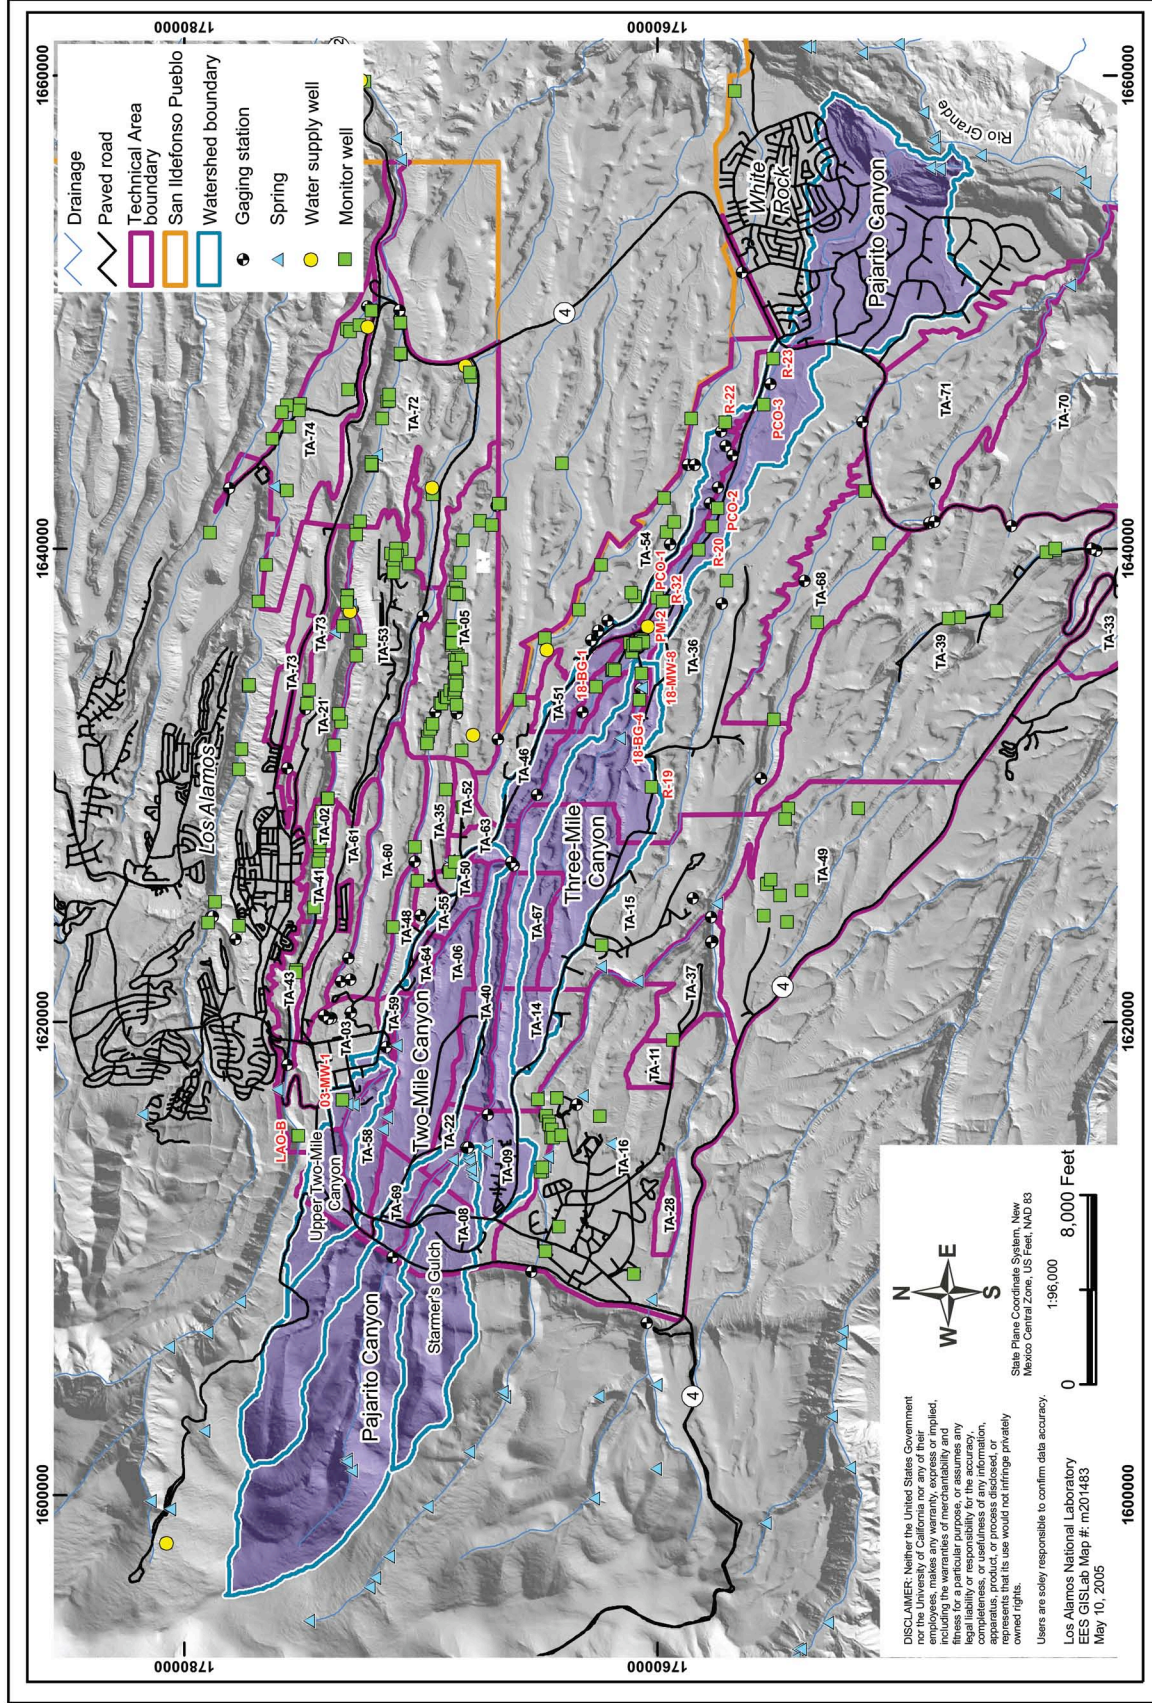 1600000
1620000
1640000
1660000
1780000
1780000
1760000
1760000
Drainage
Paved road
Technical Area
boundary
San Ildefonso Pueblo
Watershed boundary
Gaging station
Spring
Water supply well
Monitor well
Los Alamos
TA-74
TA-72
TA-73
TA-73
TA-21
TA-53
TA-02
TA-41
TA-61
TA-43
TA-60
TA-05
LAO-B
03-MW-1
TA-03
TA-59
TA-48
TA-55
TA-64
TA-50
TA-35
TA-52
TA-63
TA-46
TA-51
TA-54
4
Upper Two-Mile
Canyon
TA-58
Two-Mile Canyon
TA-06
TA-22
TA-40
TA-67
TA-69
TA-08
TA-09
TA-14
TA-15
Three-Mile
Canyon
Pajarito Canyon
Starmer's Gulch
18-BG-1
18-BG-4
18-MW-8
R-19
PM-2
R-32
PCO-1
R-20
PCO-2
R-22
PCO-3
R-23
White
Rock
Pajarito Canyon
Rio Grande
TA-36
TA-68
TA-71
TA-70
TA-39
TA-33
TA-49
TA-37
TA-11
TA-16
TA-28
4
4
DISCLAIMER: Neither the United States Government
nor the University of California nor any of their
employees, makes any warranty, express or implied,
including the warranties of merchantability and
fitness for a particular purpose, or assumes any
legal liability or responsibility for the accuracy,
completeness, or usefulness of any information,
apparatus, product, or process disclosed, or
represents that its use would not infringe privately
owned rights.
Users are soley responsible to confirm data accuracy.
Los Alamos National Laboratory
EES GISLab Map #: m201483
May 10, 2005
N
W
E
S
State Plane Coordinate System, New
Mexico Central Zone, US Feet, NAD 83
1:96,000
0
8,000 Feet
1600000
1620000
1640000
1660000